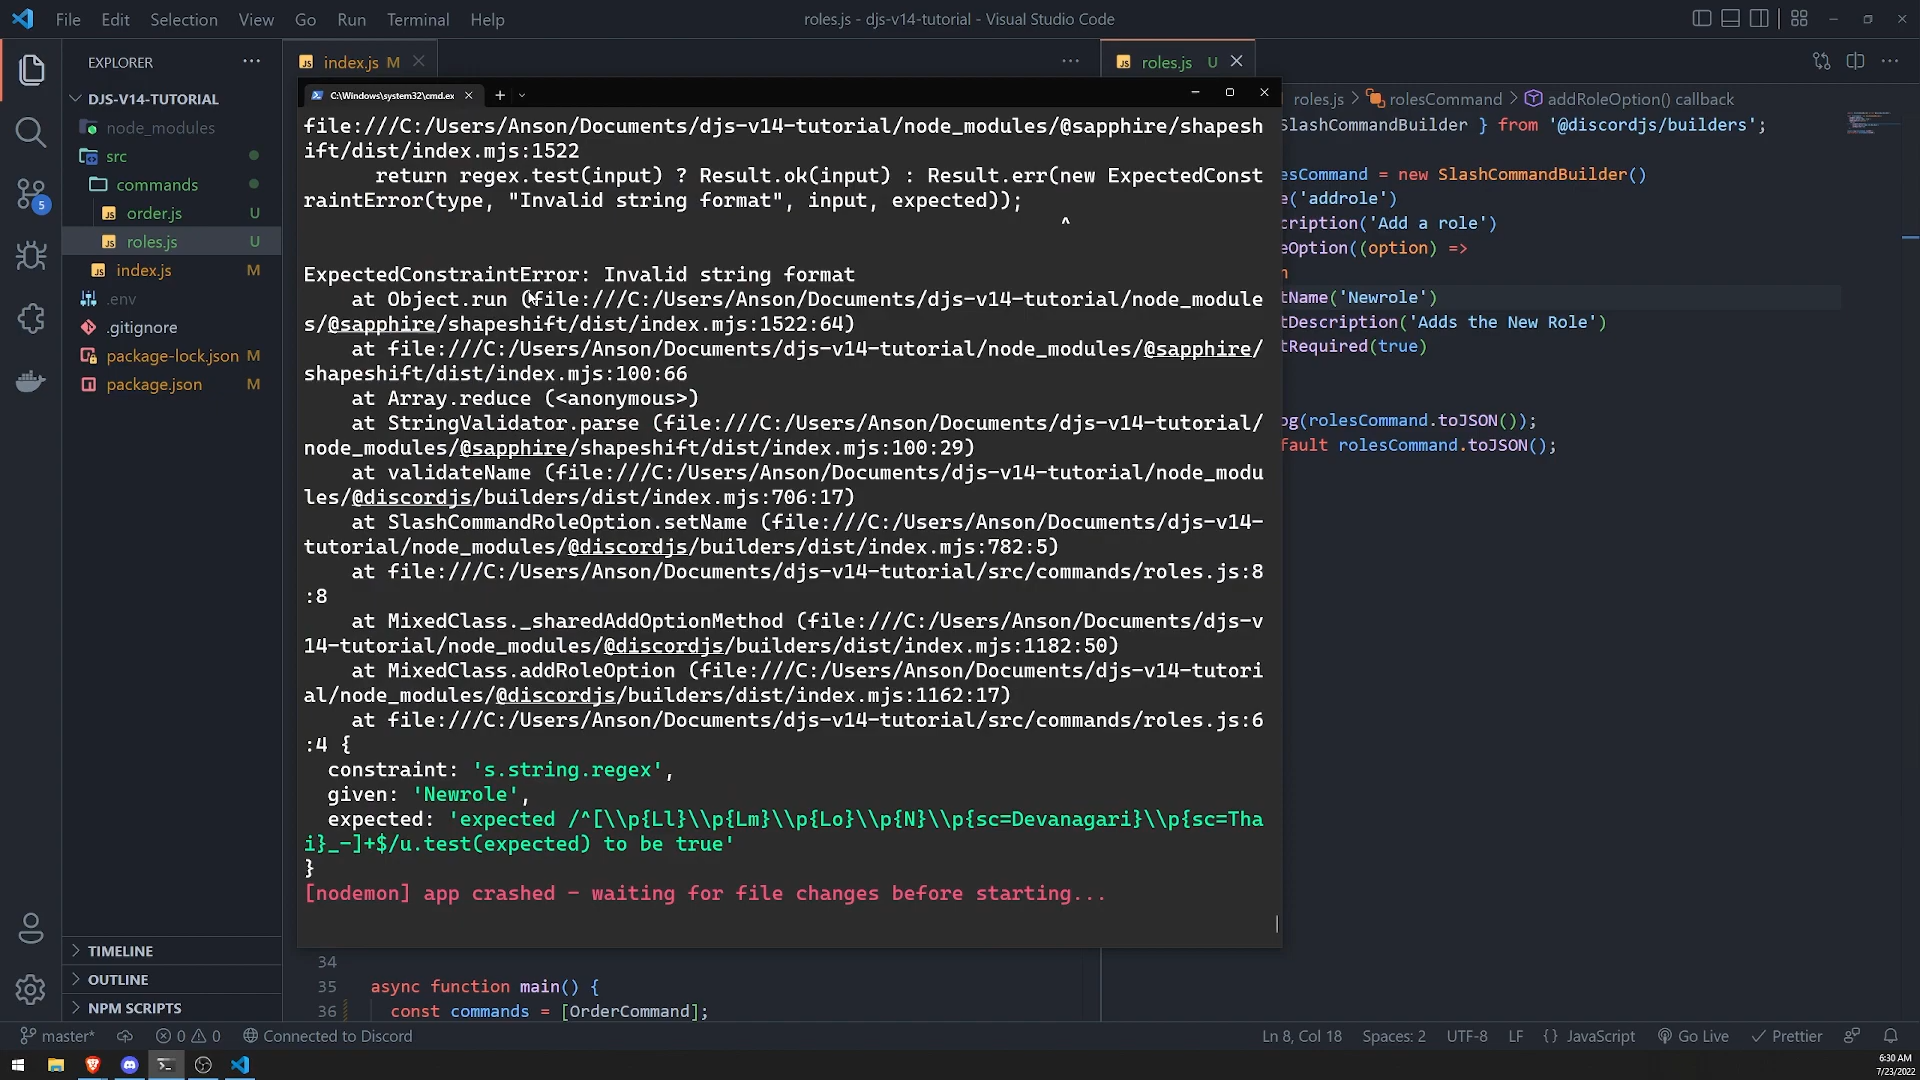 File Edit Selection View Go Run Terminal Help
roles.js - djs-v14-tutorial - Visual Studio Code
EXPLORER
DJS-V14-TUTORIAL
node_modules
src
commands
order.js U
roles.js U
index.js M
.env
.gitignore
package-lock.json M
package.json M
TIMELINE
OUTLINE
NPM SCRIPTS
5
index.js M
C:\Windows\system32\cmd.ex
file:///C:/Users/Anson/Documents/djs-v14-tutorial/node_modules/@sapphire/shapesh
ift/dist/index.mjs:1522
return regex.test(input) ? Result.ok(input) : Result.err(new ExpectedConst
raintError(type, "Invalid string format", input, expected));
^
ExpectedConstraintError: Invalid string format
at Object.run (file:///C:/Users/Anson/Documents/djs-v14-tutorial/node_module
s/@sapphire/shapeshift/dist/index.mjs:1522:64)
at file:///C:/Users/Anson/Documents/djs-v14-tutorial/node_modules/@sapphire/
shapeshift/dist/index.mjs:100:66
at Array.reduce (<anonymous>)
at StringValidator.parse (file:///C:/Users/Anson/Documents/djs-v14-tutorial/
node_modules/@sapphire/shapeshift/dist/index.mjs:100:29)
at validateName (file:///C:/Users/Anson/Documents/djs-v14-tutorial/node_modu
les/@discordjs/builders/dist/index.mjs:706:17)
at SlashCommandRoleOption.setName (file:///C:/Users/Anson/Documents/djs-v14-
tutorial/node_modules/@discordjs/builders/dist/index.mjs:782:5)
at file:///C:/Users/Anson/Documents/djs-v14-tutorial/src/commands/roles.js:8
:8
at MixedClass._sharedAddOptionMethod (file:///C:/Users/Anson/Documents/djs-v
14-tutorial/node_modules/@discordjs/builders/dist/index.mjs:1182:50)
at MixedClass.addRoleOption (file:///C:/Users/Anson/Documents/djs-v14-tutori
al/node_modules/@discordjs/builders/dist/index.mjs:1162:17)
at file:///C:/Users/Anson/Documents/djs-v14-tutorial/src/commands/roles.js:6
:4 {
constraint: 's.string.regex',
given: 'Newrole',
expected: 'expected /^[\\p{Ll}\\p{Lm}\\p{Lo}\\p{N}\\p{sc=Devanagari}\\p{sc=Tha
i}_-]+$/u.test(expected) to be true'
}
[nodemon] app crashed - waiting for file changes before starting...
34
35 async function main() {
36 const commands = [OrderCommand];
roles.js U
roles.js > rolesCommand > addRoleOption() callback
SlashCommandBuilder } from '@discordjs/builders';
esCommand = new SlashCommandBuilder()
e('addrole')
cription('Add a role')
eOption((option) =>
n
tName('Newrole')
tDescription('Adds the New Role')
tRequired(true)
og(rolesCommand.toJSON());
fault rolesCommand.toJSON();
master* 0 0 Connected to Discord
Ln 8, Col 18 Spaces: 2 UTF-8 LF {} JavaScript Go Live Prettier
6:30 AM
7/23/2022